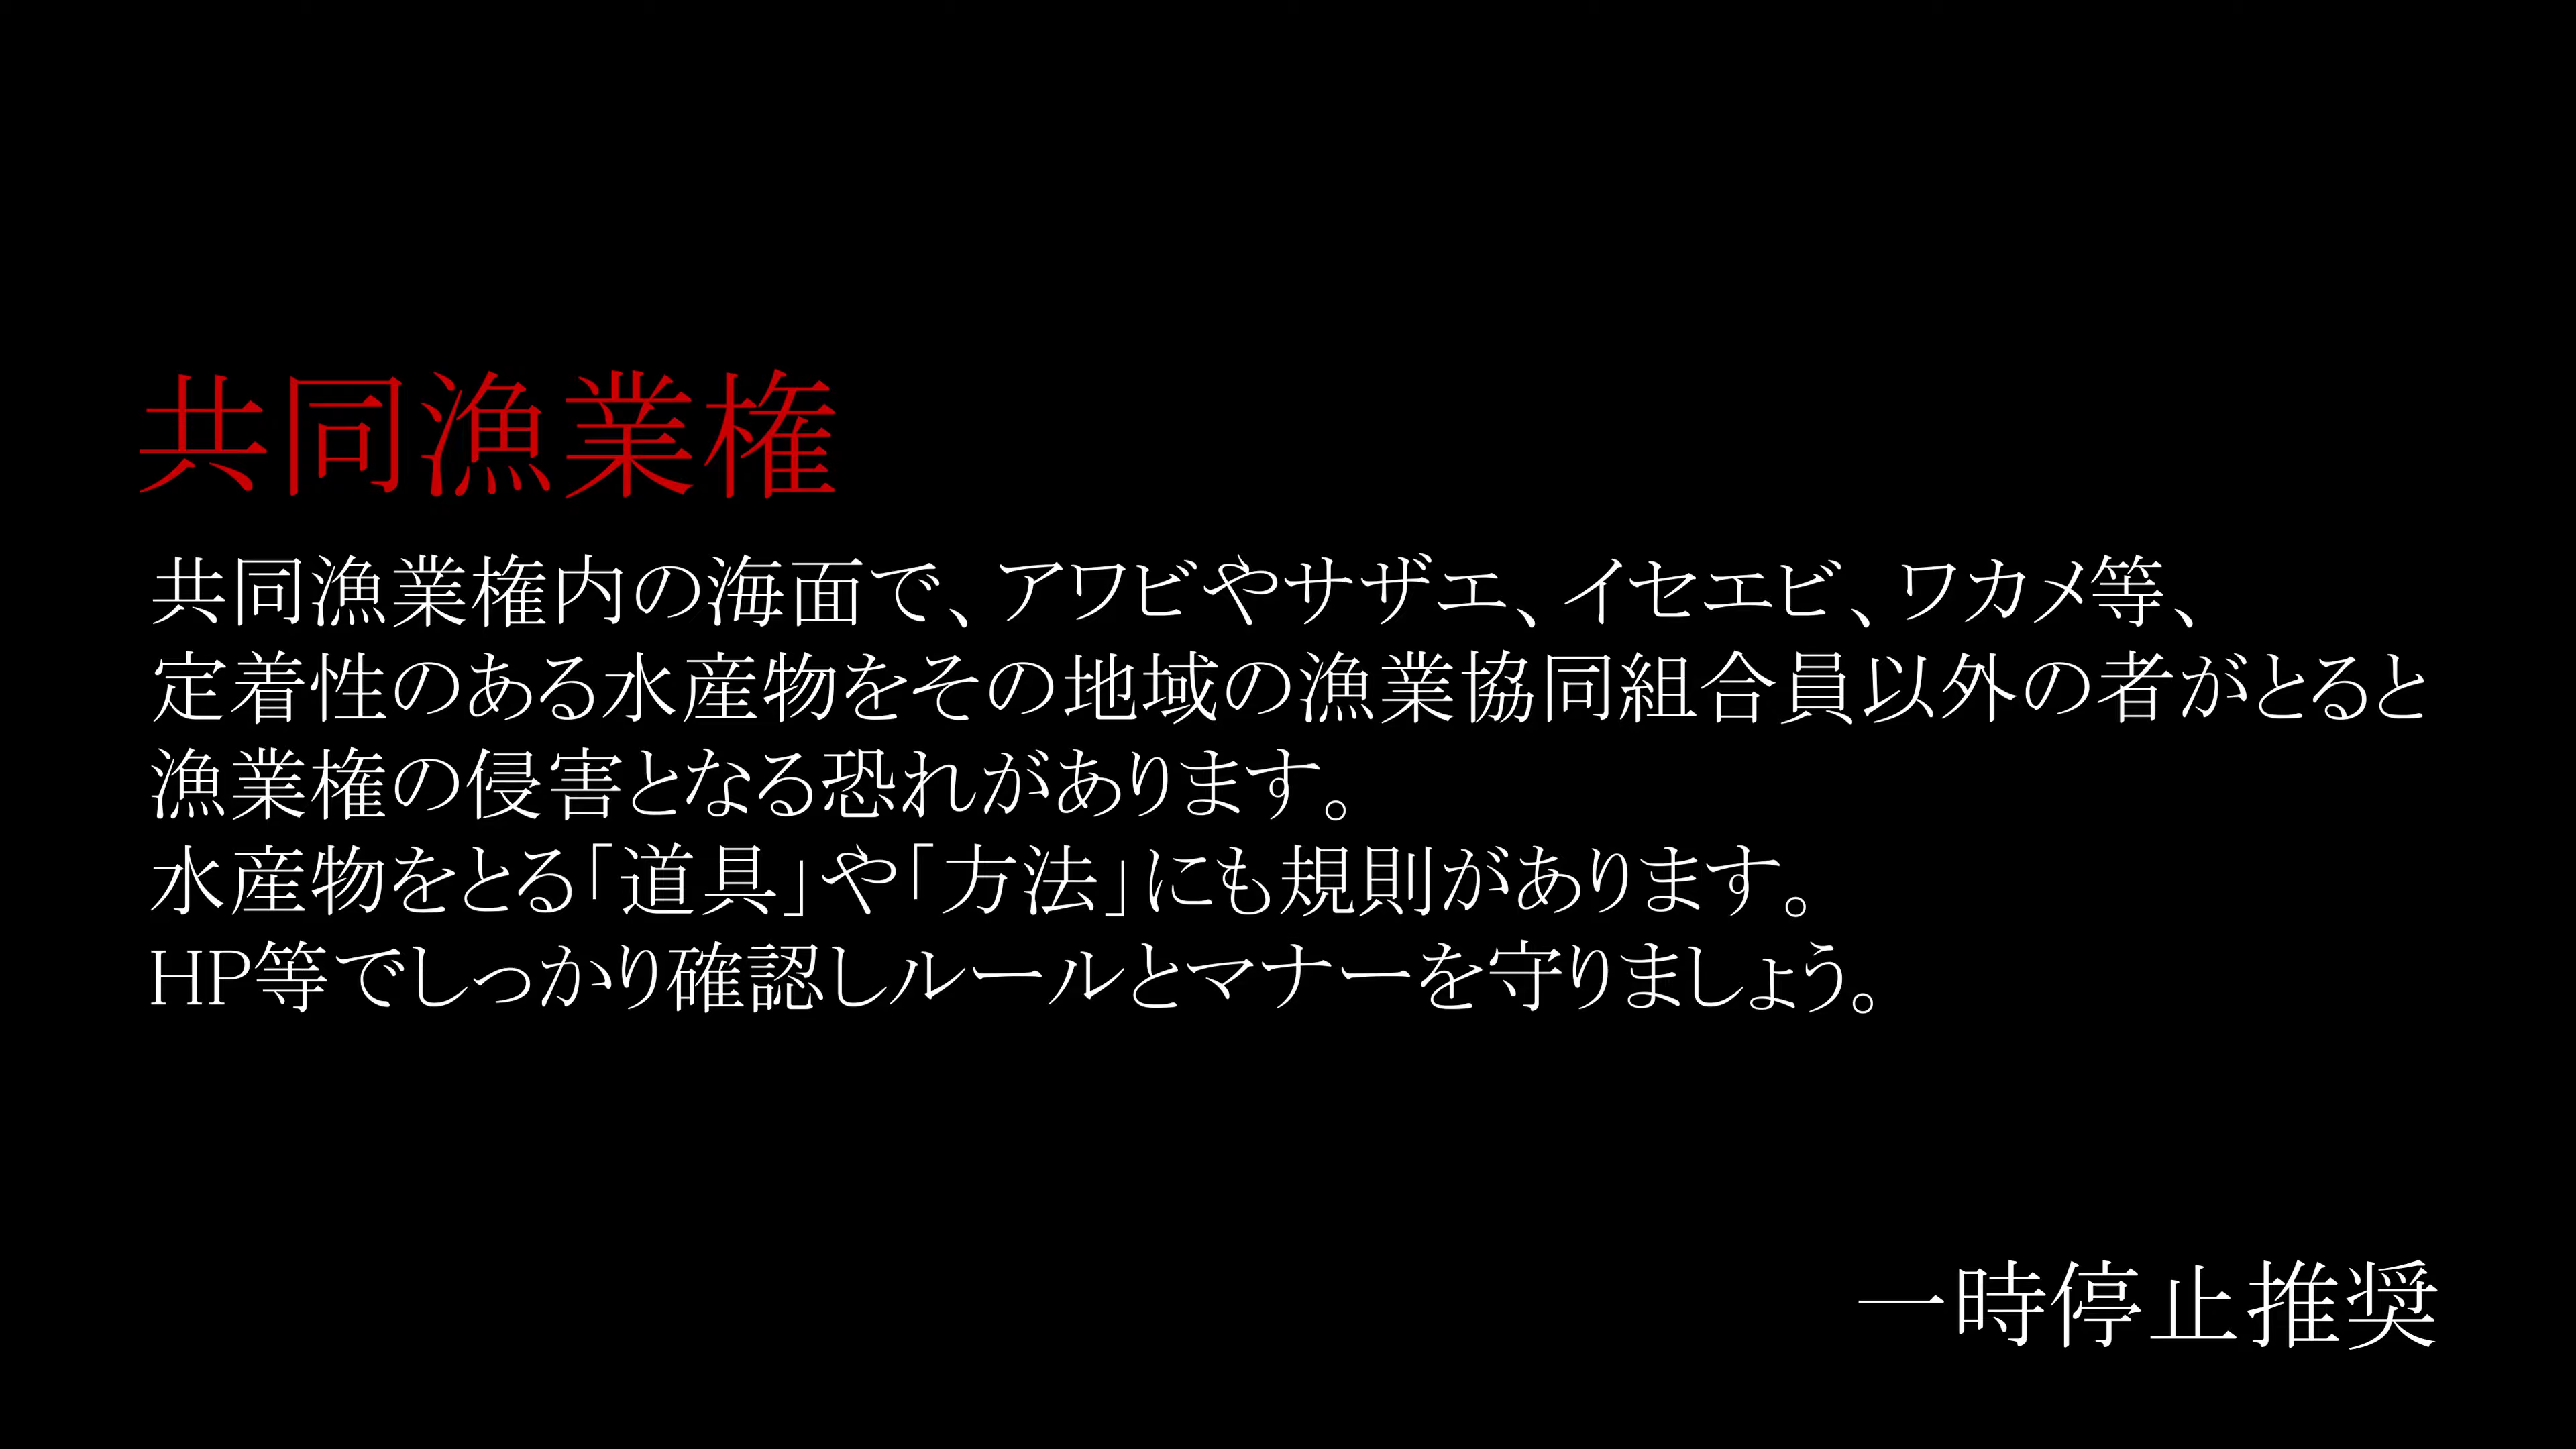 共同漁業権
共同漁業権内の海面で、アワビやサザエ、イセエビ、ワカメ等、
定着性のある水産物をその地域の漁業協同組合員以外の者がとると
漁業権の侵害となる恐れがあります。
水産物をとる「道具」や「方法」にも規則があります。
HP等でしっかり確認しルールとマナーを守りましょう。
一時停止推奨